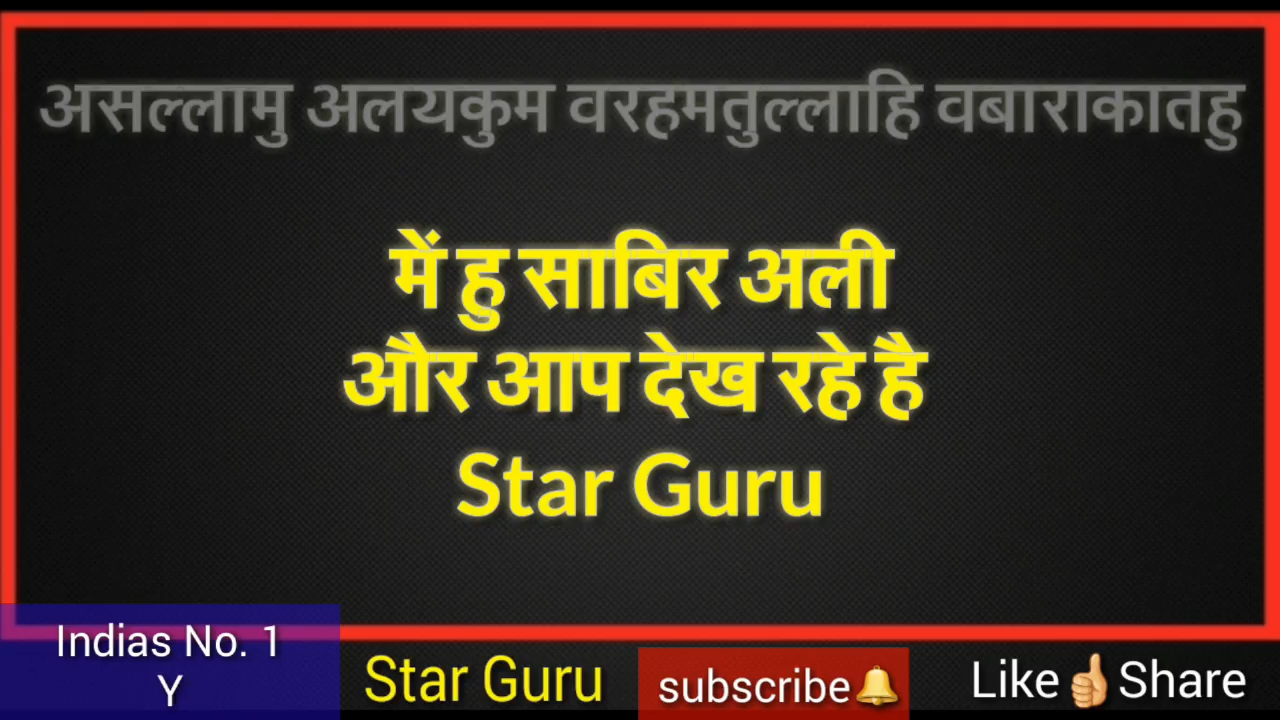 असल्लामु अलयकुम वरहमतुल्लाहि वबाराकातहु
में हु साबिर अली
और आप देख रहे है
Star Guru
Indias No. 1
Y
Star Guru
subscribe🔔
Like👍Share